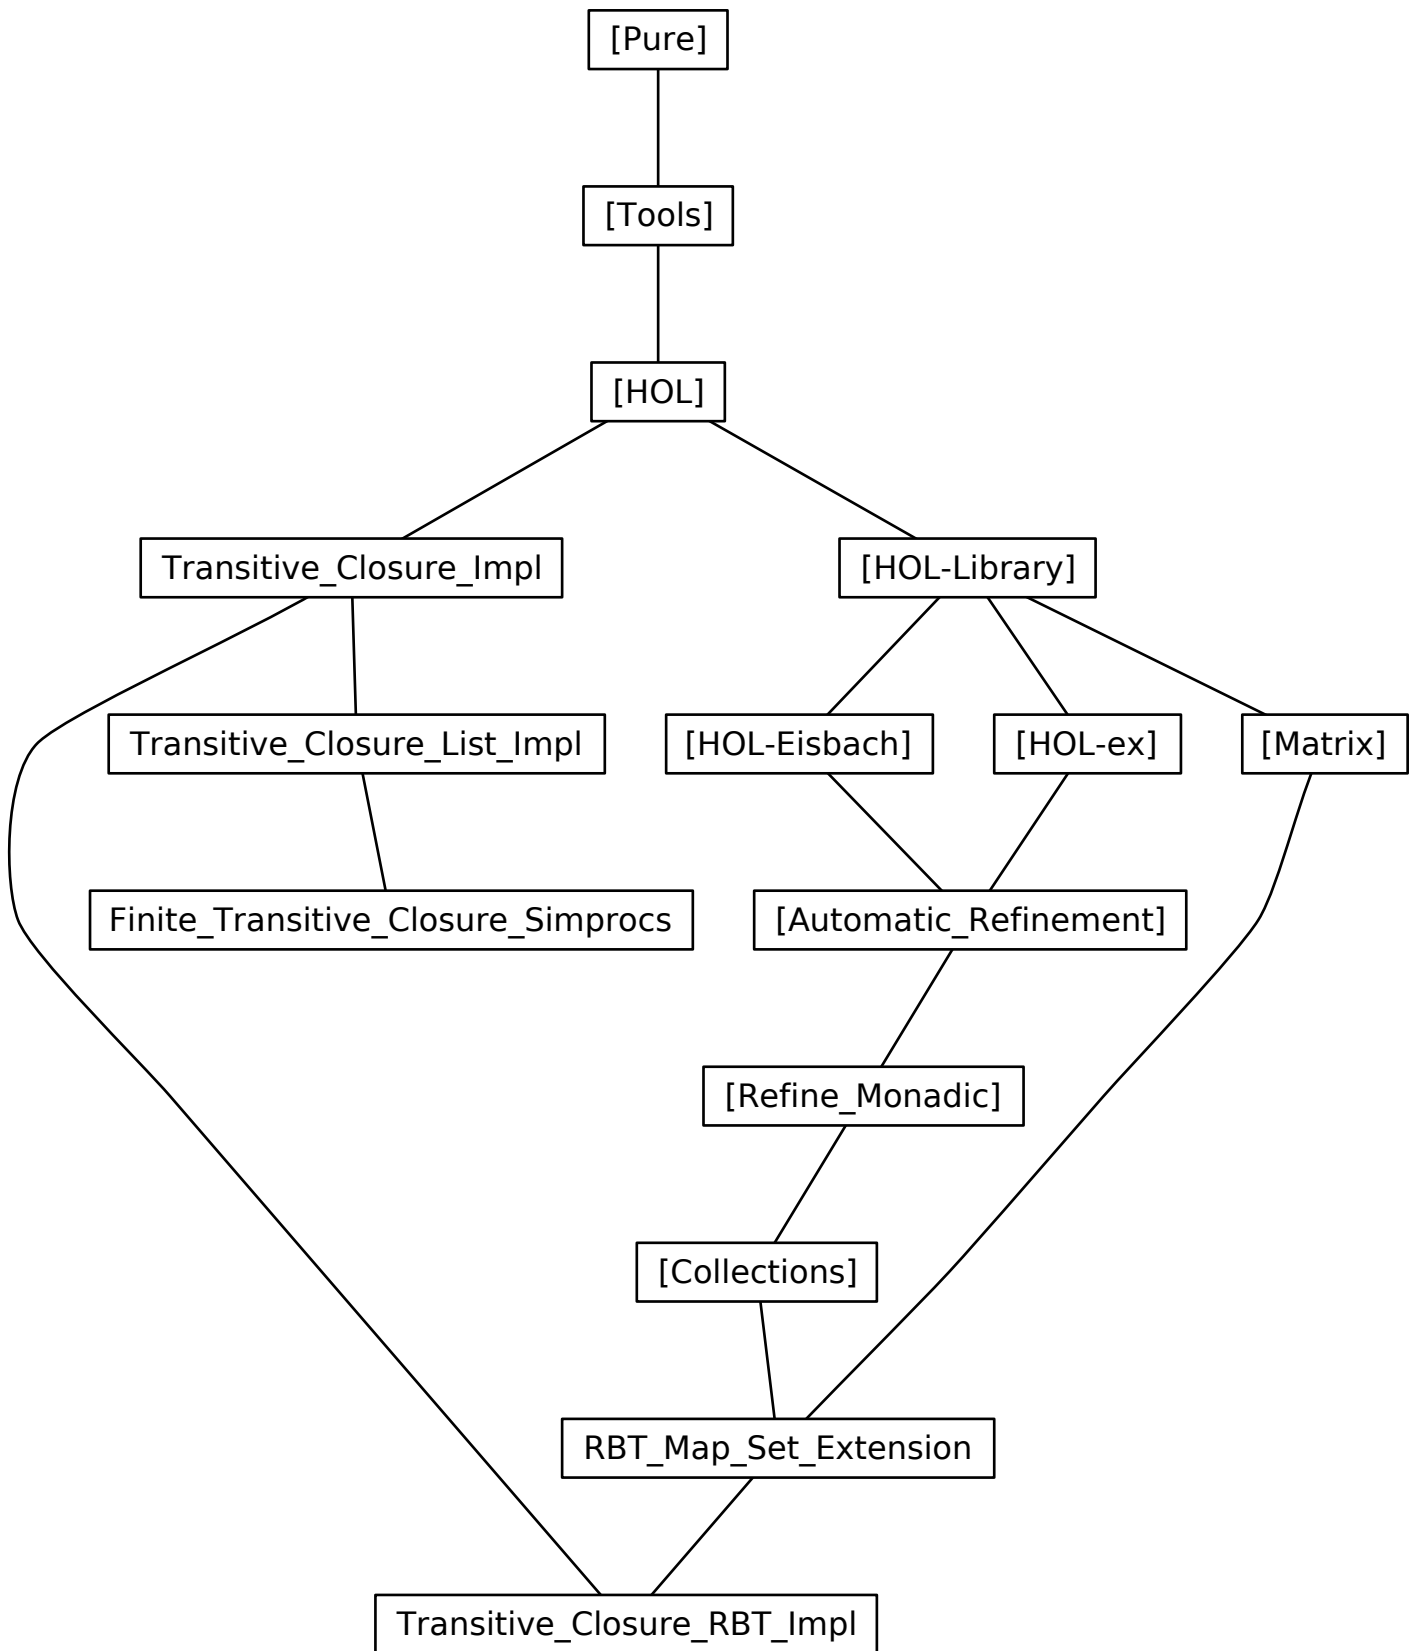 [Pure]
[Tools]
[HOL]
Transitive_Closure_Impl
[HOL-Library]
Transitive_Closure_List_Impl
[HOL-Eisbach]
[HOL-ex]
[Matrix]
Finite_Transitive_Closure_Simprocs
[Automatic_Refinement]
[Refine_Monadic]
[Collections]
RBT_Map_Set_Extension
Transitive_Closure_RBT_Impl